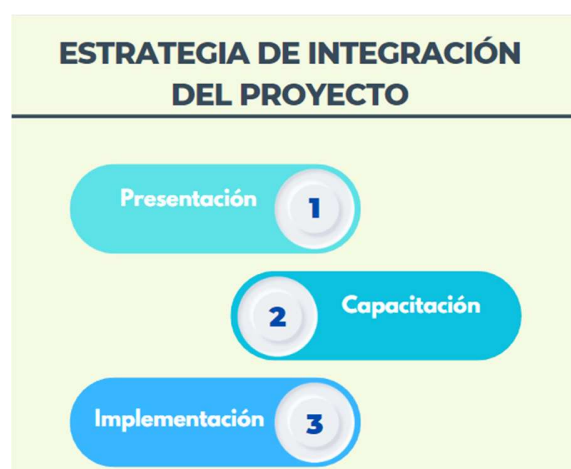 ESTRATEGIA DE INTEGRACIÓN
DEL PROYECTO
Presentación
1
2
Capacitación
Implementación
3